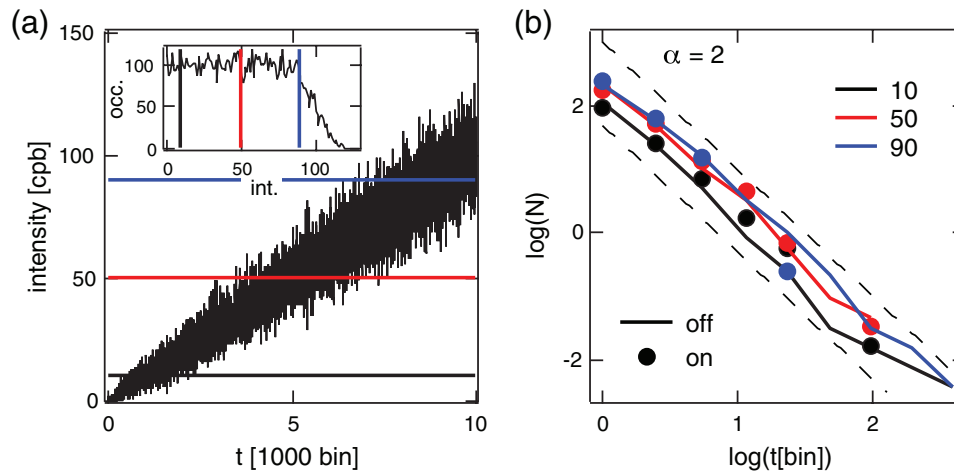 (a)
150
100
50
0
intensity [cpb]
0
5
10
t [1000 bin]
occ.
100
50
0
0
50
100
int.
(b)
α = 2
10
50
90
off
on
2
0
-2
log(N)
0
1
2
log(t[bin])